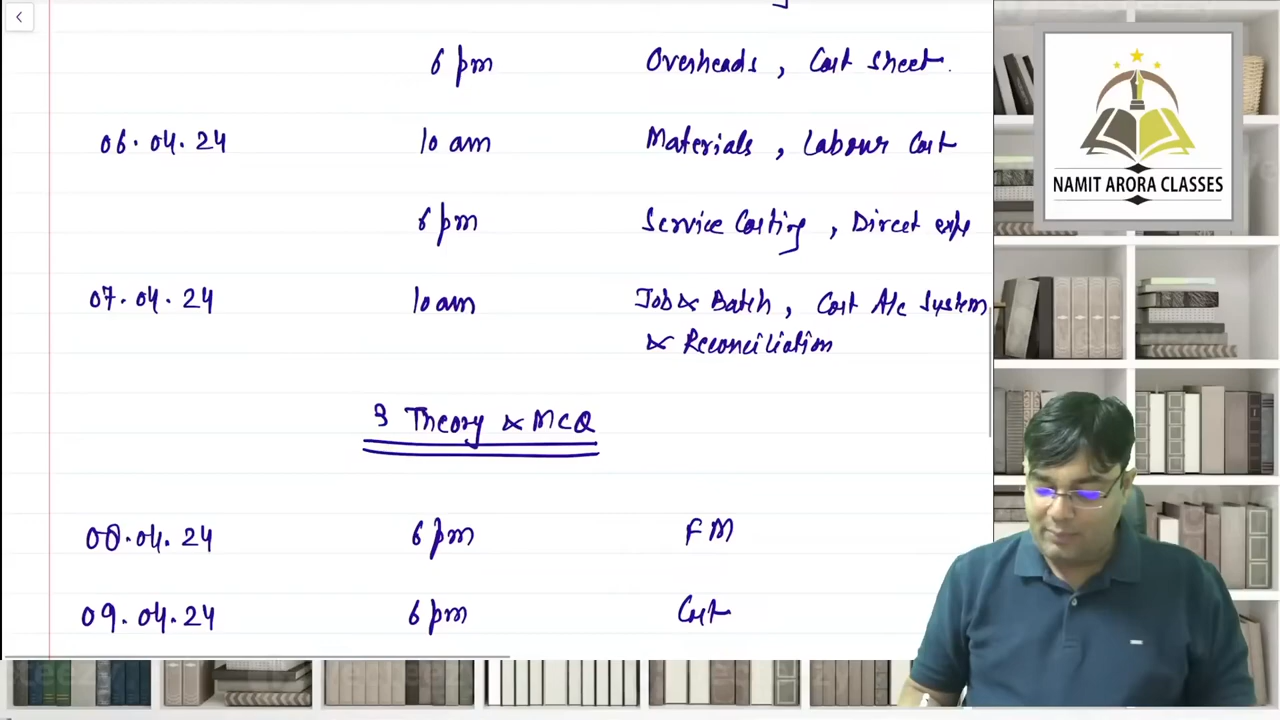 6 pm Overheads, Cost Sheet.
06.04.24 10 am Materials, Labour Cost
6 pm Service Costing, Direct exp
07.04.24 10 am Job & Batch, Cost A/c System
& Reconciliation
3 Theory & MCQ
08.04.24 6 pm FM
09.04.24 6 pm Cost
NAMIT ARORA CLASSES